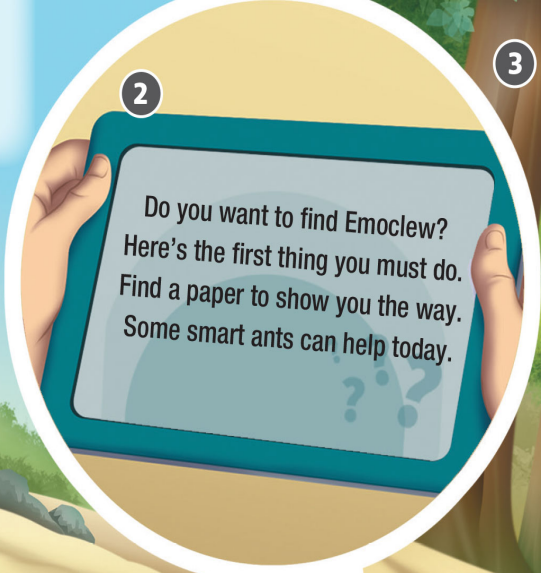 2
3
Do you want to find Emoclew?
Here's the first thing you must do.
Find a paper to show you the way.
Some smart ants can help today.
? ? ? ?